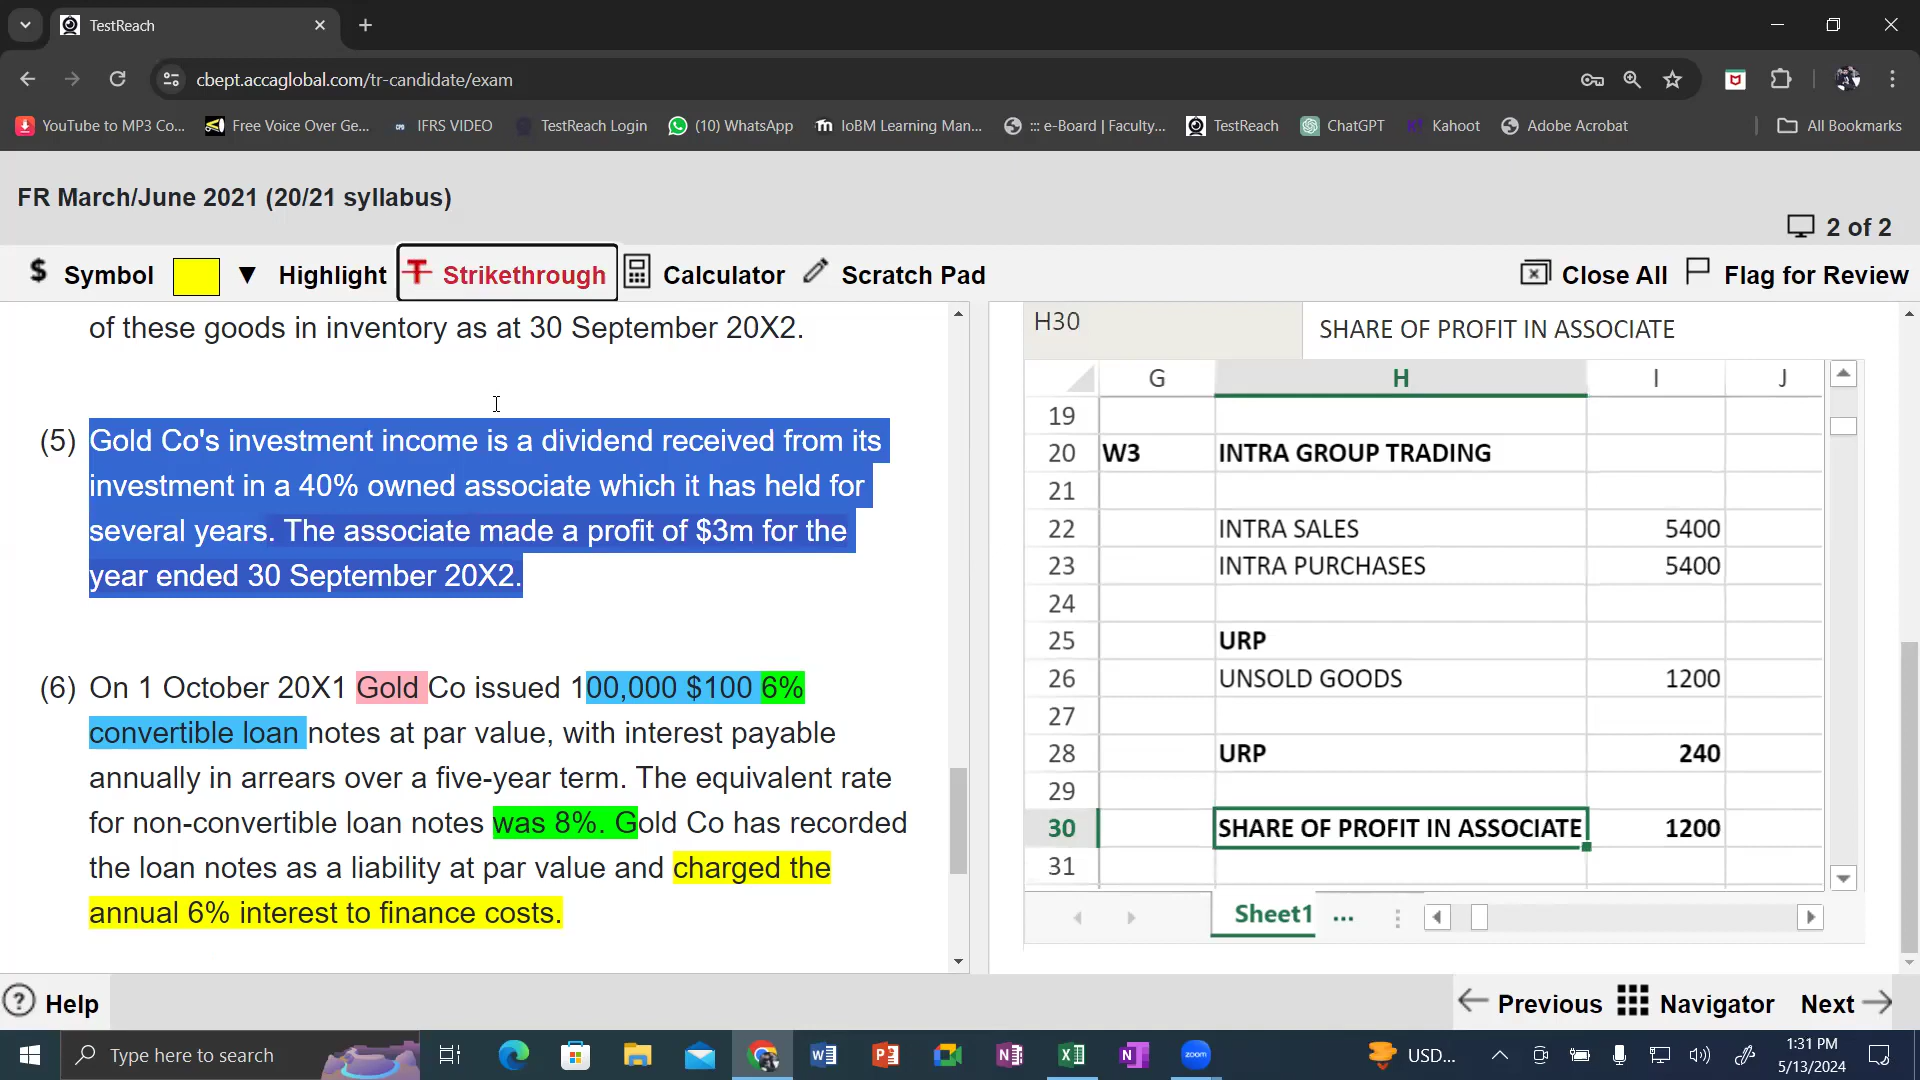 TestReach
cbept.accaglobal.com/tr-candidate/exam
YouTube to MP3 Co...
Free Voice Over Ge...
IFRS VIDEO
TestReach Login
(10) WhatsApp
IoBM Learning Man...
::: e-Board | Faculty...
TestReach
ChatGPT
Kahoot
Adobe Acrobat
All Bookmarks
FR March/June 2021 (20/21 syllabus)
2 of 2
$ Symbol
Highlight
Strikethrough
Calculator
Scratch Pad
Close All
Flag for Review
of these goods in inventory as at 30 September 20X2.
(5) Gold Co's investment income is a dividend received from its
investment in a 40% owned associate which it has held for
several years. The associate made a profit of $3m for the
year ended 30 September 20X2.
(6) On 1 October 20X1 Gold Co issued 100,000 $100 6%
convertible loan notes at par value, with interest payable
annually in arrears over a five-year term. The equivalent rate
for non-convertible loan notes was 8%. Gold Co has recorded
the loan notes as a liability at par value and charged the
annual 6% interest to finance costs.
H30 SHARE OF PROFIT IN ASSOCIATE
G H I J
19
20 W3 INTRA GROUP TRADING
21
22 INTRA SALES 5400
23 INTRA PURCHASES 5400
24
25 URP
26 UNSOLD GOODS 1200
27
28 URP 240
29
30 SHARE OF PROFIT IN ASSOCIATE 1200
31
Sheet1 ...
Help
Previous
Navigator
Next
Type here to search
zoom
USD...
1:31 PM
5/13/2024